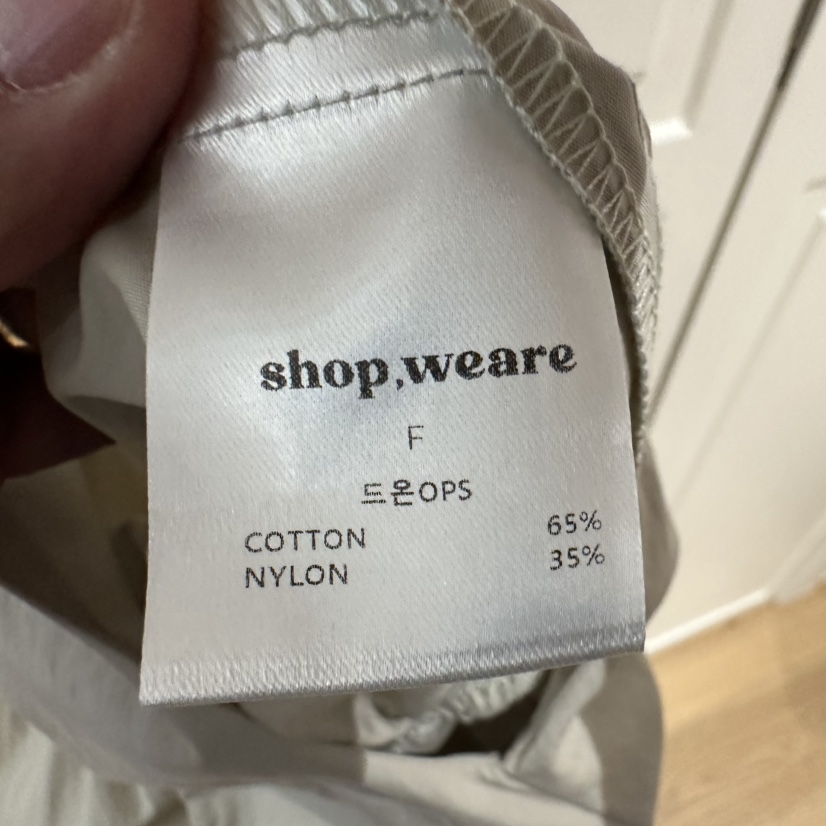 shop,weare
F
드온OPS
COTTON 65%
NYLON 35%